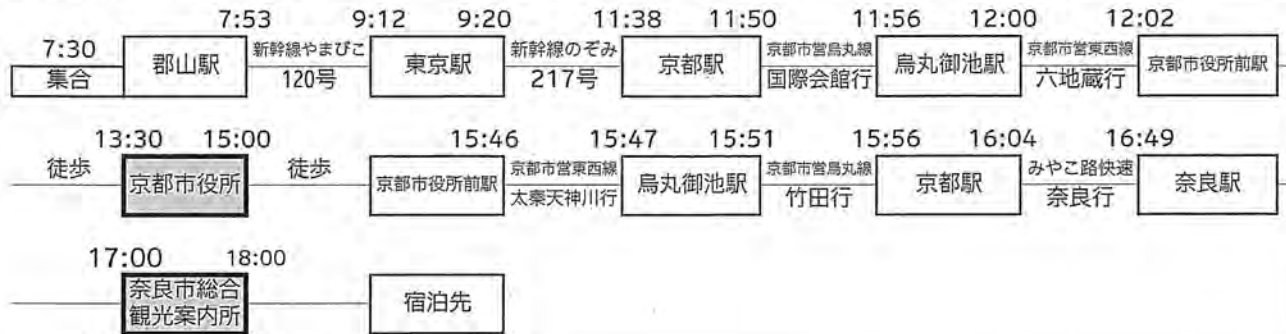 7:53 9:12 9:20 11:38 11:50 11:56 12:00 12:02
7:30
集合 郡山駅 新幹線やまびこ 120号 東京駅 新幹線のぞみ 217号 京都駅 京都市営烏丸線 国際会館行 烏丸御池駅 京都市営東西線 六地蔵行 京都市役所前駅
13:30 15:00 15:46 15:47 15:51 15:56 16:04 16:49
徒歩 京都市役所 徒歩 京都市役所前駅 京都市営東西線 太秦天神川行 烏丸御池駅 京都市営烏丸線 竹田行 京都駅 みやこ路快速 奈良行 奈良駅
17:00 18:00
奈良市総合
観光案内所 宿泊先